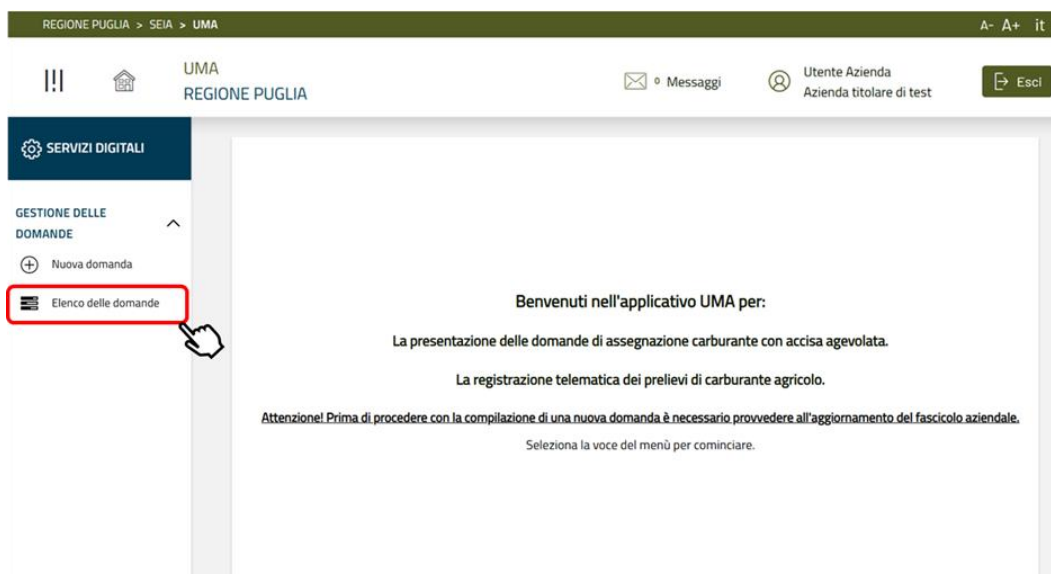 REGIONE PUGLIA > SEIA > UMA
A- A+ it
UMA
REGIONE PUGLIA
0 Messaggi
Utente Azienda
Azienda titolare di test
Esci
SERVIZI DIGITALI
GESTIONE DELLE
DOMANDE
Nuova domanda
Elenco delle domande
Benvenuti nell'applicativo UMA per:
La presentazione delle domande di assegnazione carburante con accisa agevolata.
La registrazione telematica dei prelievi di carburante agricolo.
Attenzione! Prima di procedere con la compilazione di una nuova domanda è necessario provvedere all'aggiornamento del fascicolo aziendale.
Seleziona la voce del menù per cominciare.